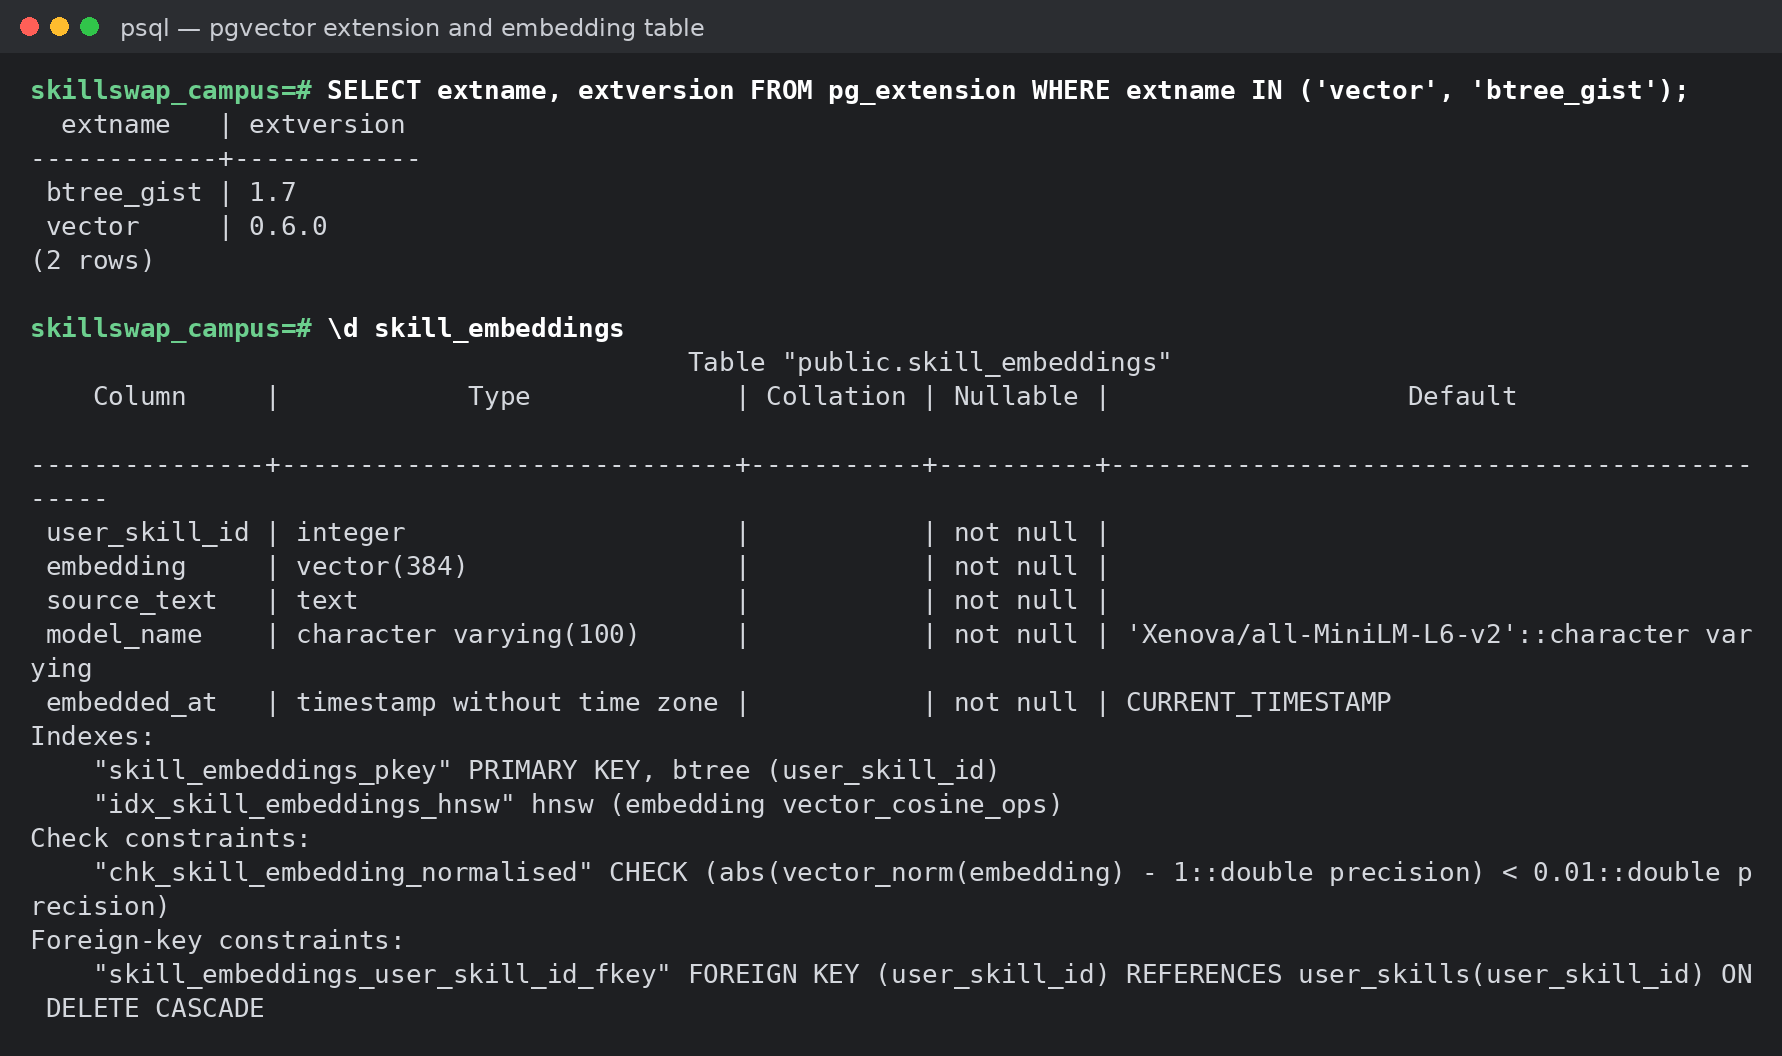 psql — pgvector extension and embedding table
skillswap_campus=# SELECT extname, extversion FROM pg_extension WHERE extname IN ('vector', 'btree_gist');
  extname   | extversion
------------+------------
 btree_gist | 1.7
 vector     | 0.6.0
(2 rows)
skillswap_campus=# \d skill_embeddings
                                          Table "public.skill_embeddings"
    Column     |            Type             | Collation | Nullable |                   Default
---------------+-----------------------------+-----------+----------+-----------------------------------------
-----
 user_skill_id | integer                     |           | not null |
 embedding     | vector(384)                 |           | not null |
 source_text   | text                        |           | not null |
 model_name    | character varying(100)      |           | not null | 'Xenova/all-MiniLM-L6-v2'::character var
ying
 embedded_at   | timestamp without time zone |           | not null | CURRENT_TIMESTAMP
Indexes:
    "skill_embeddings_pkey" PRIMARY KEY, btree (user_skill_id)
    "idx_skill_embeddings_hnsw" hnsw (embedding vector_cosine_ops)
Check constraints:
    "chk_skill_embedding_normalised" CHECK (abs(vector_norm(embedding) - 1::double precision) < 0.01::double p
recision)
Foreign-key constraints:
    "skill_embeddings_user_skill_id_fkey" FOREIGN KEY (user_skill_id) REFERENCES user_skills(user_skill_id) ON
 DELETE CASCADE